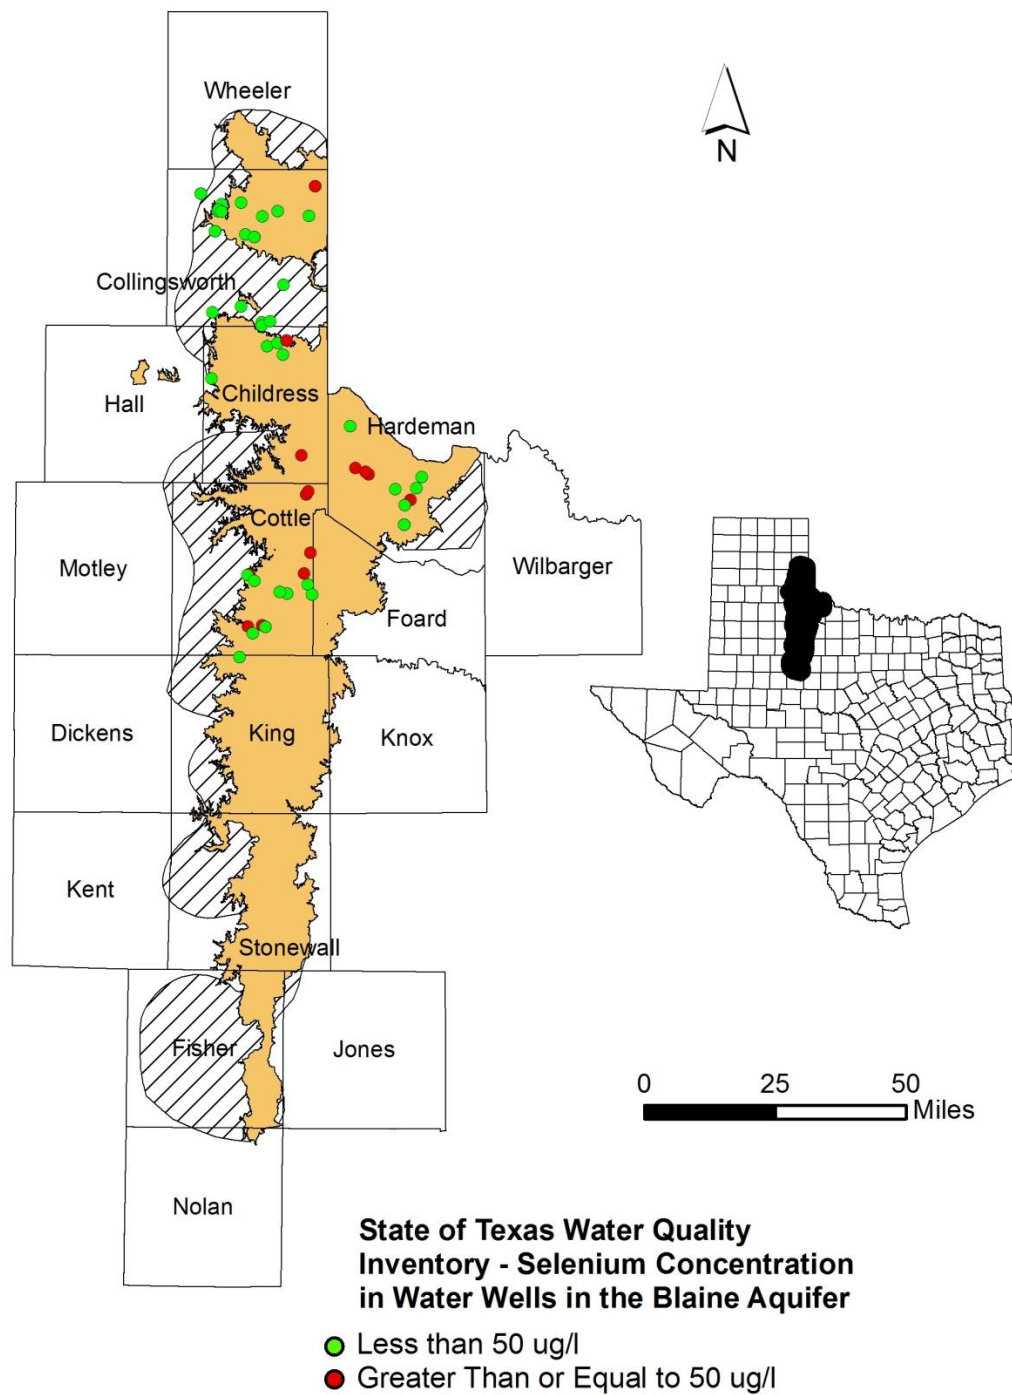 Wheeler
N
Collingsworth
Childress
Hall
Hardeman
Cottle
Motley
Wilbarger
Foard
Dickens
King
Knox
Kent
Stonewall
Fisher
Jones
0 25 50
Miles
Nolan
State of Texas Water Quality
Inventory - Selenium Concentration
in Water Wells in the Blaine Aquifer
Less than 50 ug/l
Greater Than or Equal to 50 ug/l